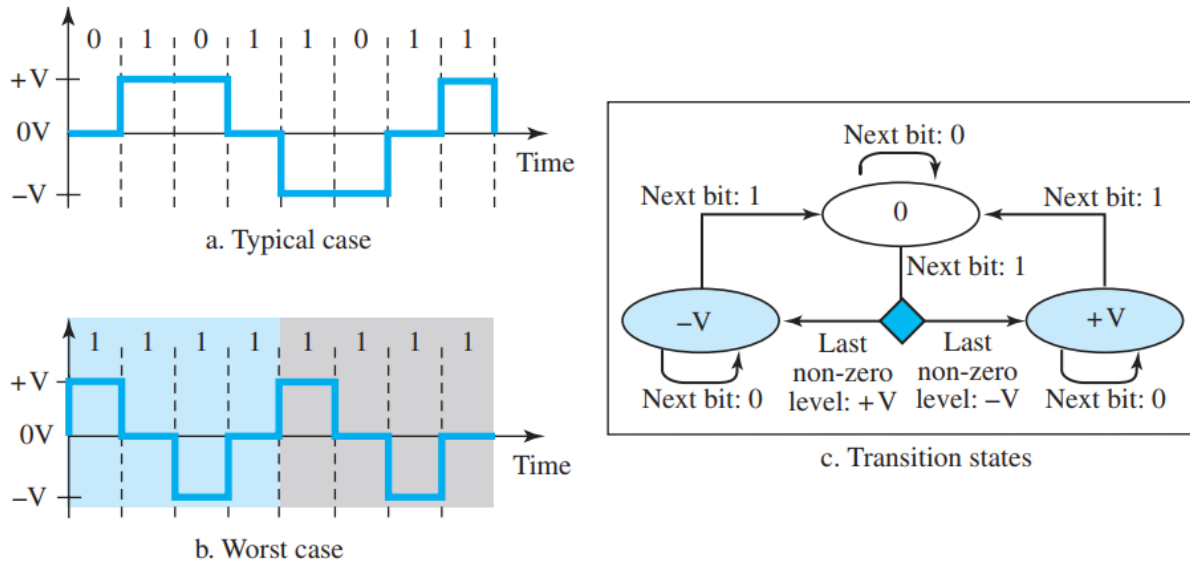 0 1 0 1 1 0 1 1
+V
0V
Time
−V
a. Typical case
1 1 1 1 1 1 1 1
+V
0V
Time
−V
b. Worst case
Next bit: 0
Next bit: 1
0
Next bit: 1
Next bit: 1
−V
+V
Last
non-zero
level: +V
Last
non-zero
level: −V
Next bit: 0
Next bit: 0
c. Transition states